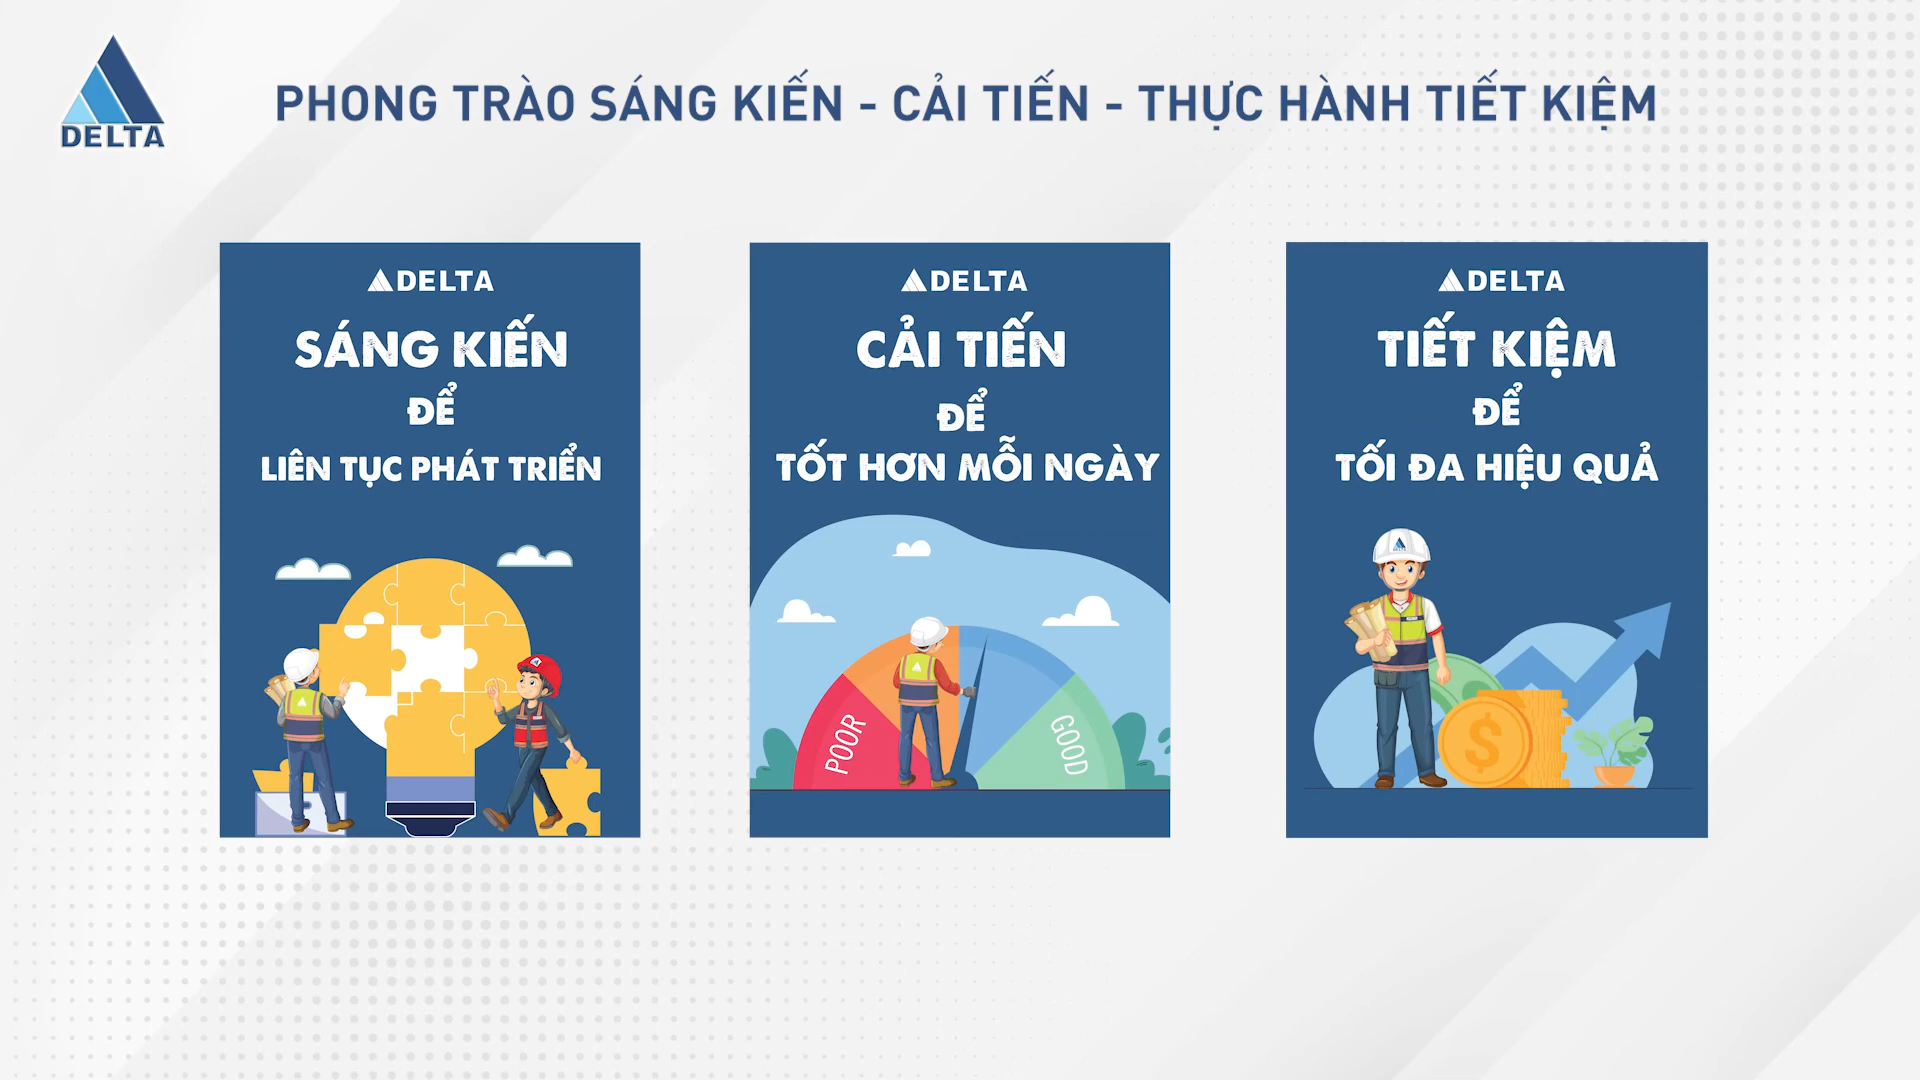 DELTA
PHONG TRÀO SÁNG KIẾN - CẢI TIẾN - THỰC HÀNH TIẾT KIỆM
DELTA
SÁNG KIẾN
ĐỂ
LIÊN TỤC PHÁT TRIỂN
DELTA
CẢI TIẾN
ĐỂ
TỐT HƠN MỖI NGÀY
POOR
GOOD
DELTA
TIẾT KIỆM
ĐỂ
TỐI ĐA HIỆU QUẢ
DELTA
$